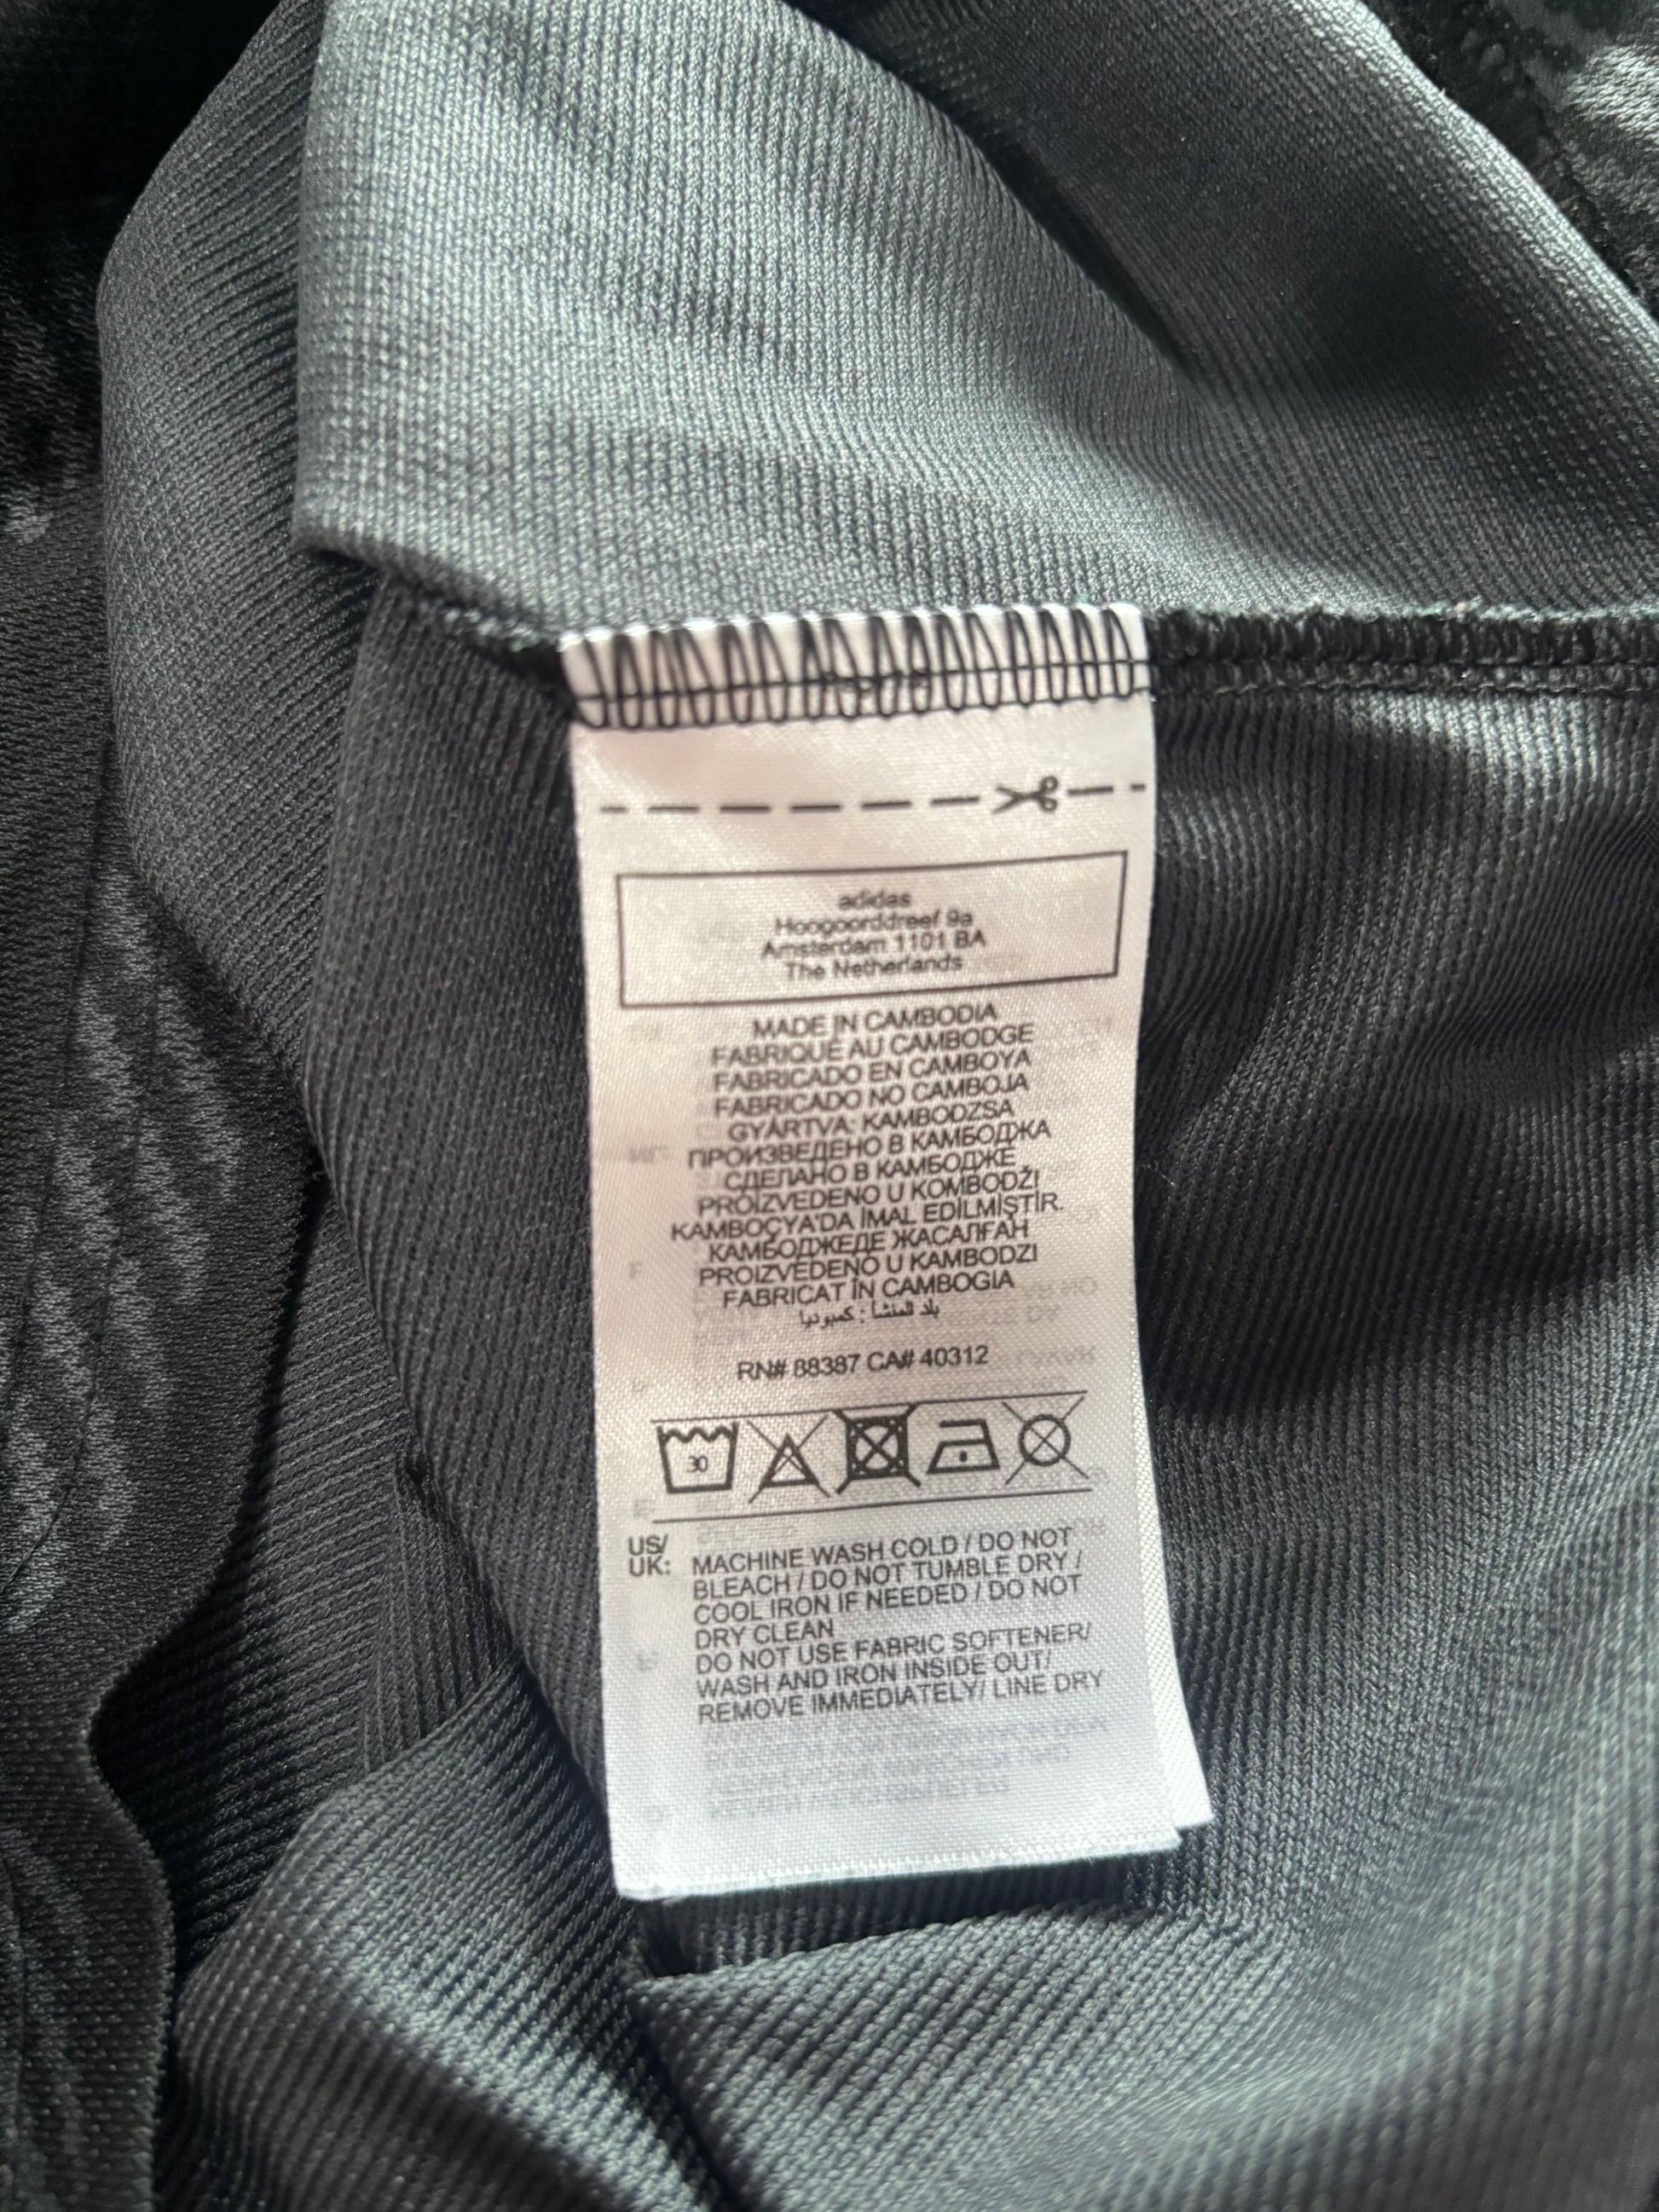 adidas
Hoogoorddreef 9a
Amsterdam 1101 BA
The Netherlands
MADE IN CAMBODIA
FABRIQUÉ AU CAMBODGE
FABRICADO EN CAMBOYA
FABRICADO NO CAMBOJA
GYÁRTVA: KAMBODZSA
ПРОИЗВЕДЕНО В КАМБОДЖА
СДЕЛАНО В КАМБОДЖЕ
PROIZVEDENO U KOMBODŽI
KAMBOÇYA'DA İMAL EDİLMİŞTİR.
КАМБОДЖЕДЕ ЖАСАЛҒАН
PROIZVEDENO U KAMBODZI
FABRICAT ÎN CAMBOGIA
بلد المنشأ : كمبوديا
RN# 88387 CA# 40312
30
US/
UK: MACHINE WASH COLD / DO NOT
BLEACH / DO NOT TUMBLE DRY /
COOL IRON IF NEEDED / DO NOT
DRY CLEAN
DO NOT USE FABRIC SOFTENER/
WASH AND IRON INSIDE OUT/
REMOVE IMMEDIATELY/ LINE DRY